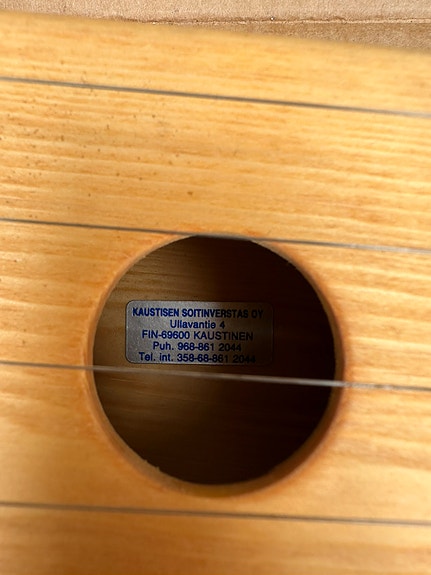 KAUSTISEN SOITINVERSTAS OY
Ullavantie 4
FIN-69600 KAUSTINEN
Puh. 968-861 2044
Tel. int. 358-68-861 2044